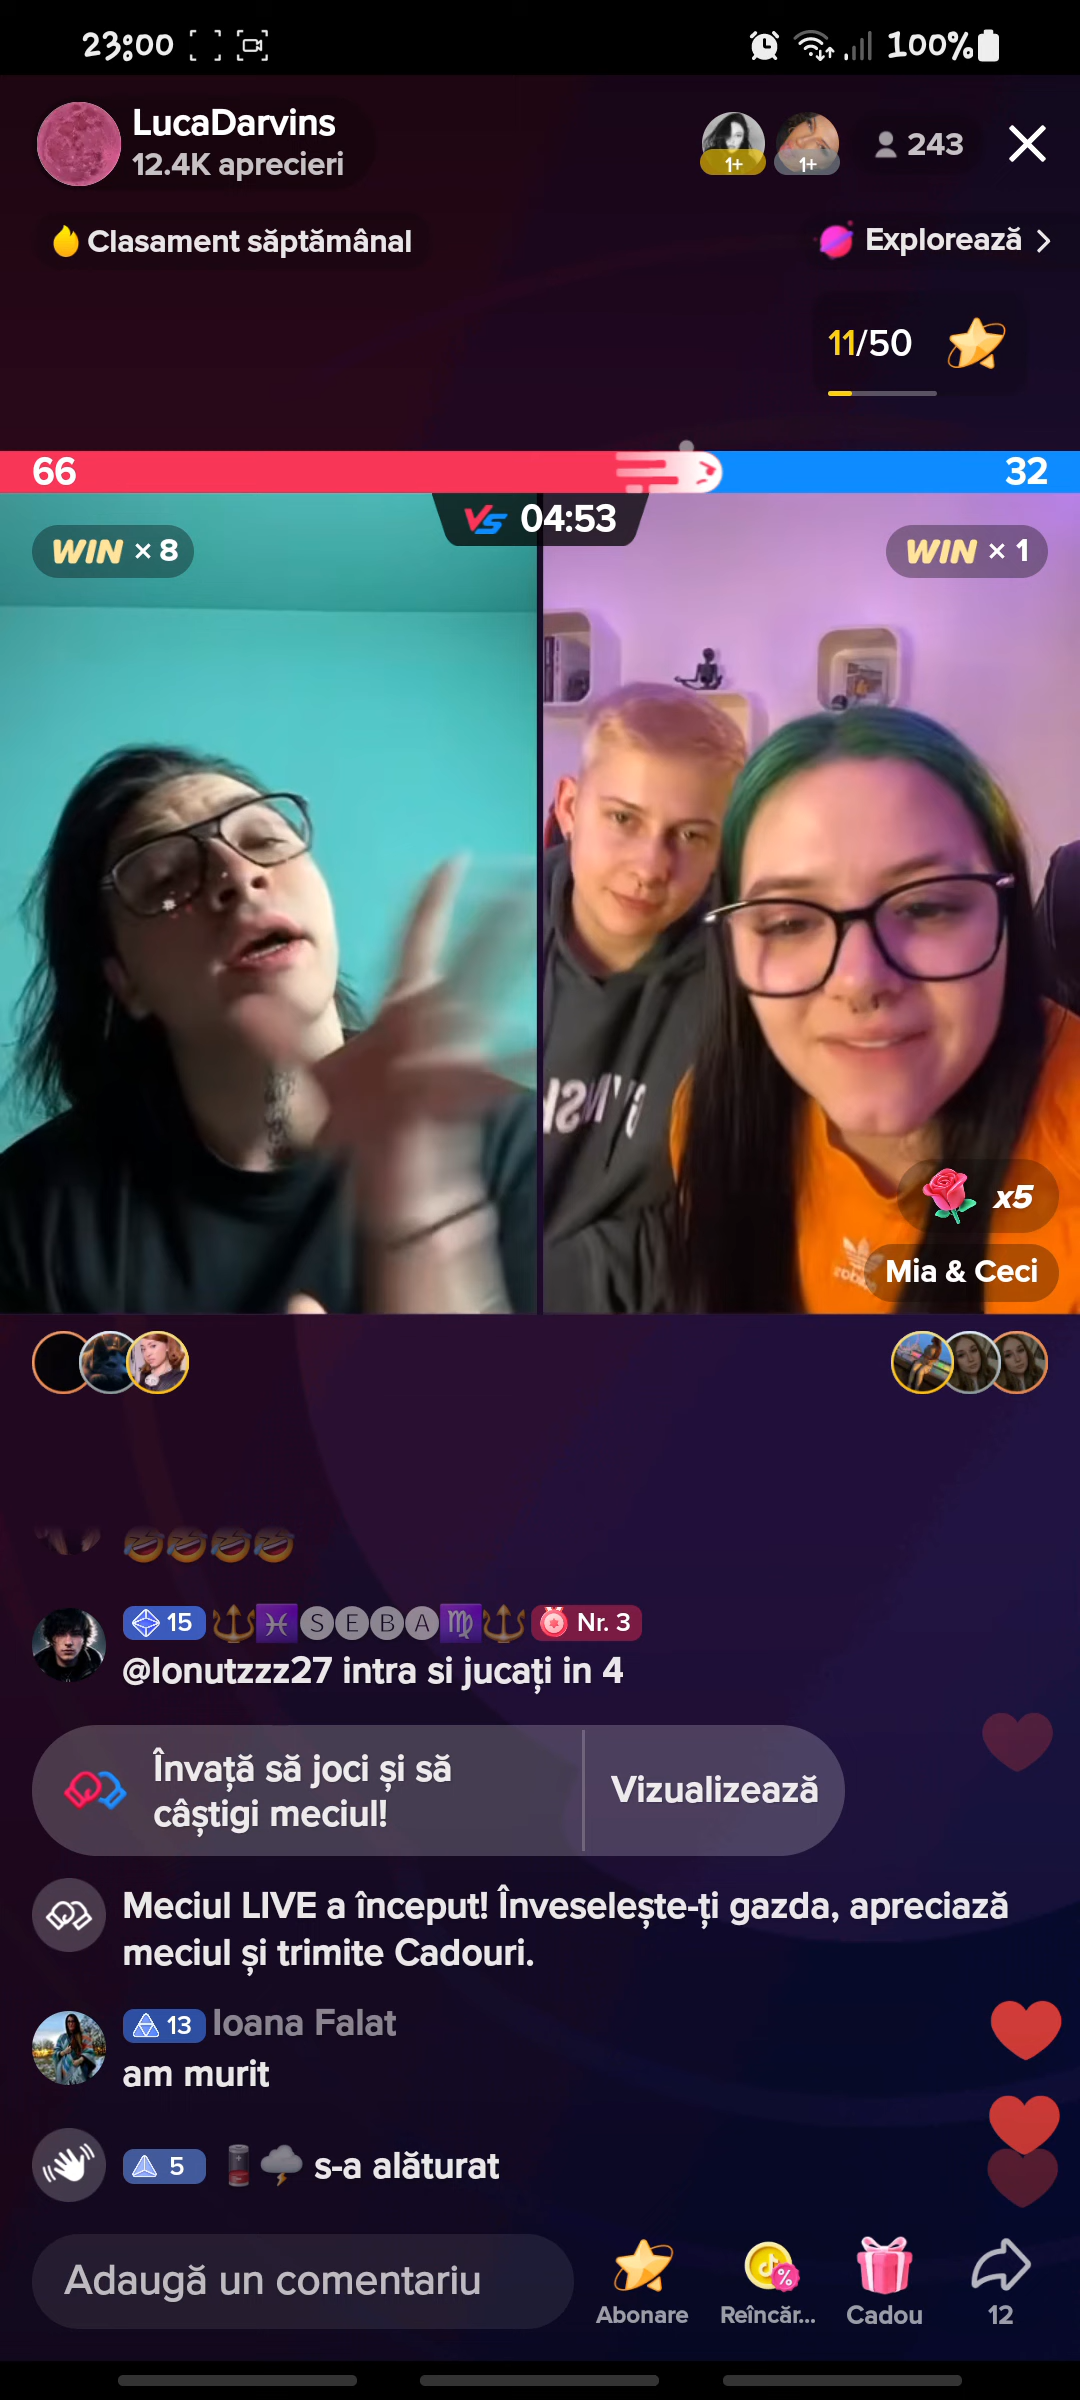 23:00
100%
LucaDarvins
12.4K aprecieri
1+
1+
243
Clasament săptămânal
Explorează
11/50
66
32
VS 04:53
WIN × 8
WIN × 1
x5
Mia & Ceci
15 🔱♓🅢🅔🅑🅐♍🔱 Nr. 3
@Ionutzzz27 intra si jucați in 4
Învață să joci și să
câștigi meciul!
Vizualizează
Meciul LIVE a început! Înveselește-ți gazda, apreciază
meciul și trimite Cadouri.
13 Ioana Falat
am murit
5 🪫🌩️ s-a alăturat
Adaugă un comentariu
Abonare
Reîncăr...
Cadou
12